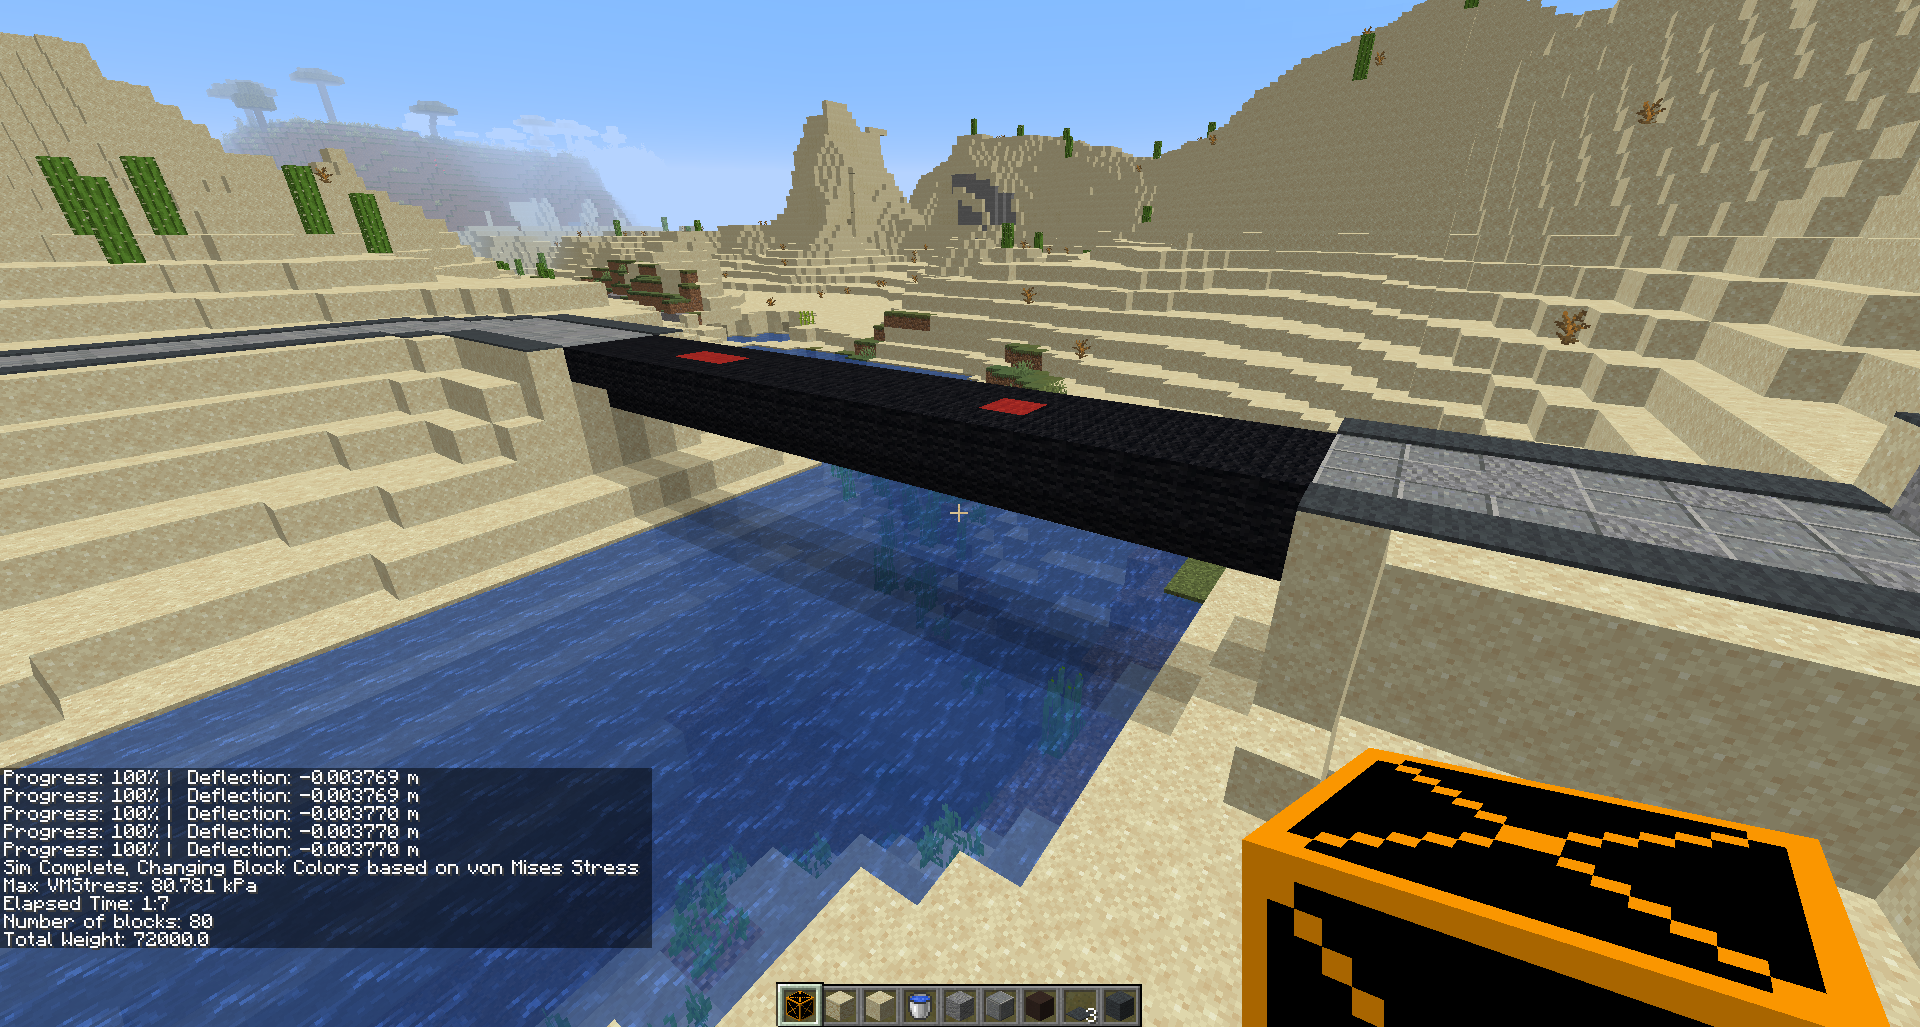 Progress: 100% | Deflection: -0.003769 m
Progress: 100% | Deflection: -0.003769 m
Progress: 100% | Deflection: -0.003770 m
Progress: 100% | Deflection: -0.003770 m
Progress: 100% | Deflection: -0.003770 m
Sim Complete, Changing Block Colors based on von Mises Stress
Max VMStress: 80.781 kPa
Elapsed Time: 1:7
Number of blocks: 80
Total Weight: 72000.0
3